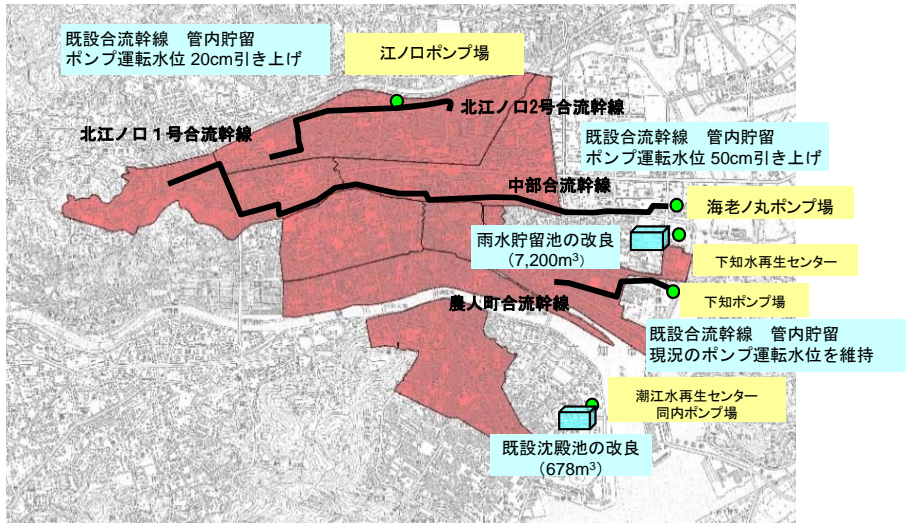 既設合流幹線　管内貯留
ポンプ運転水位 20cm引き上げ
江ノ口ポンプ場
北江ノ口2号合流幹線
北江ノ口１号合流幹線
既設合流幹線　管内貯留
ポンプ運転水位 50cm引き上げ
中部合流幹線
海老ノ丸ポンプ場
雨水貯留池の改良
（7,200m³）
下知水再生センター
農人町合流幹線
下知ポンプ場
既設合流幹線　管内貯留
現況のポンプ運転水位を維持
知
市
潮江水再生センター
同内ポンプ場
既設沈殿池の改良
（678m³）